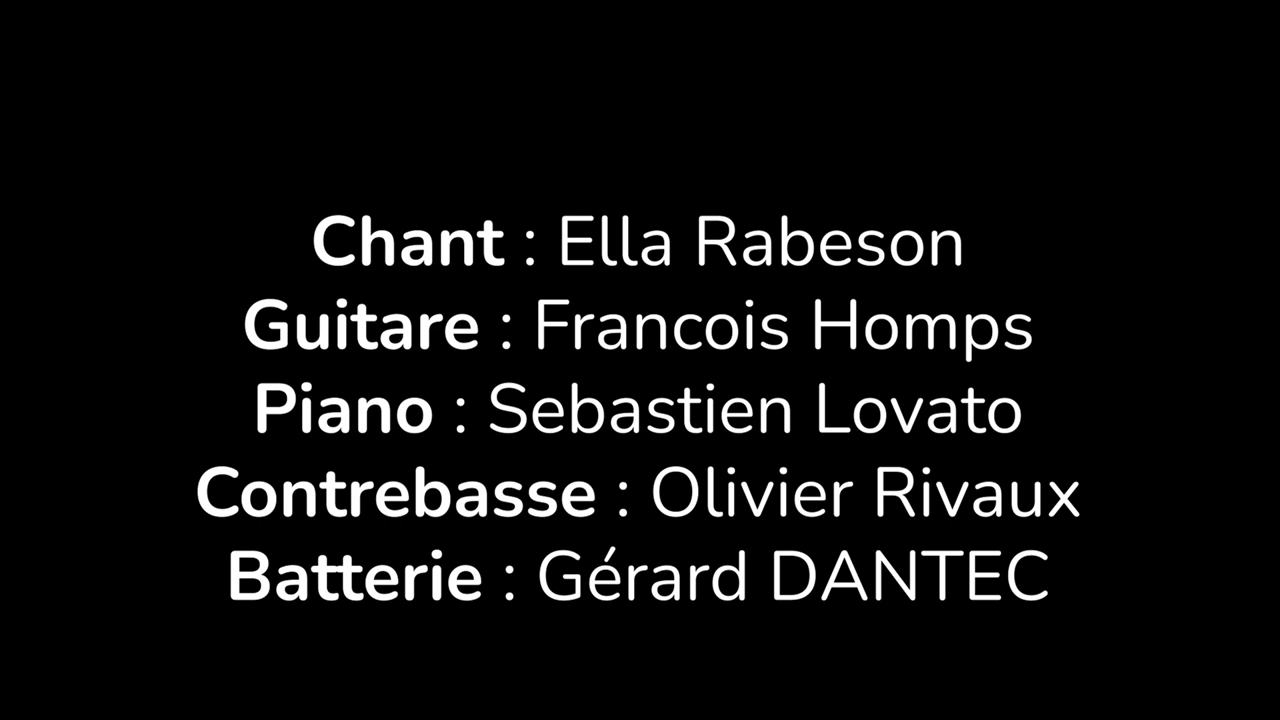 Chant : Ella Rabeson
Guitare : Francois Homps
Piano : Sebastien Lovato
Contrebasse : Olivier Rivaux
Batterie : Gérard DANTEC